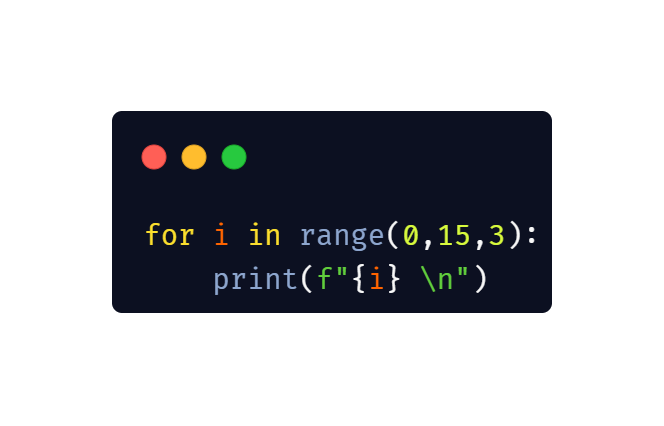 for i in range(0,15,3):
    print(f"{i} \n")